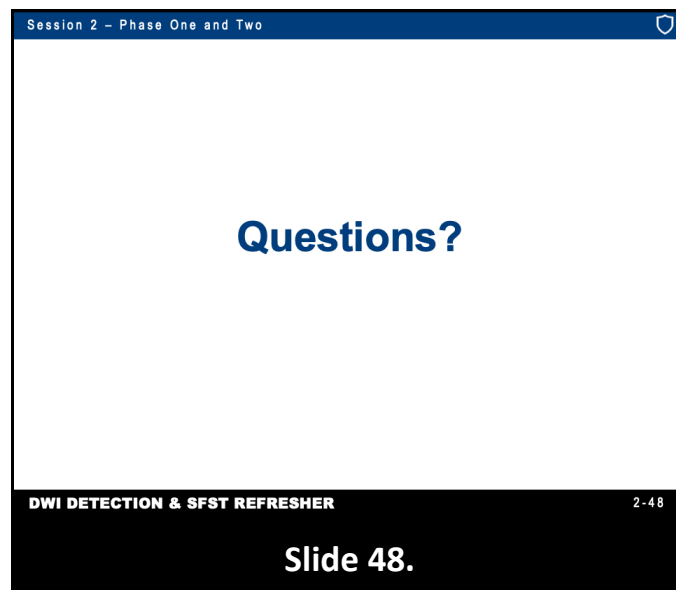 Session 2 – Phase One and Two
Questions?
DWI DETECTION & SFST REFRESHER
2-48
Slide 48.